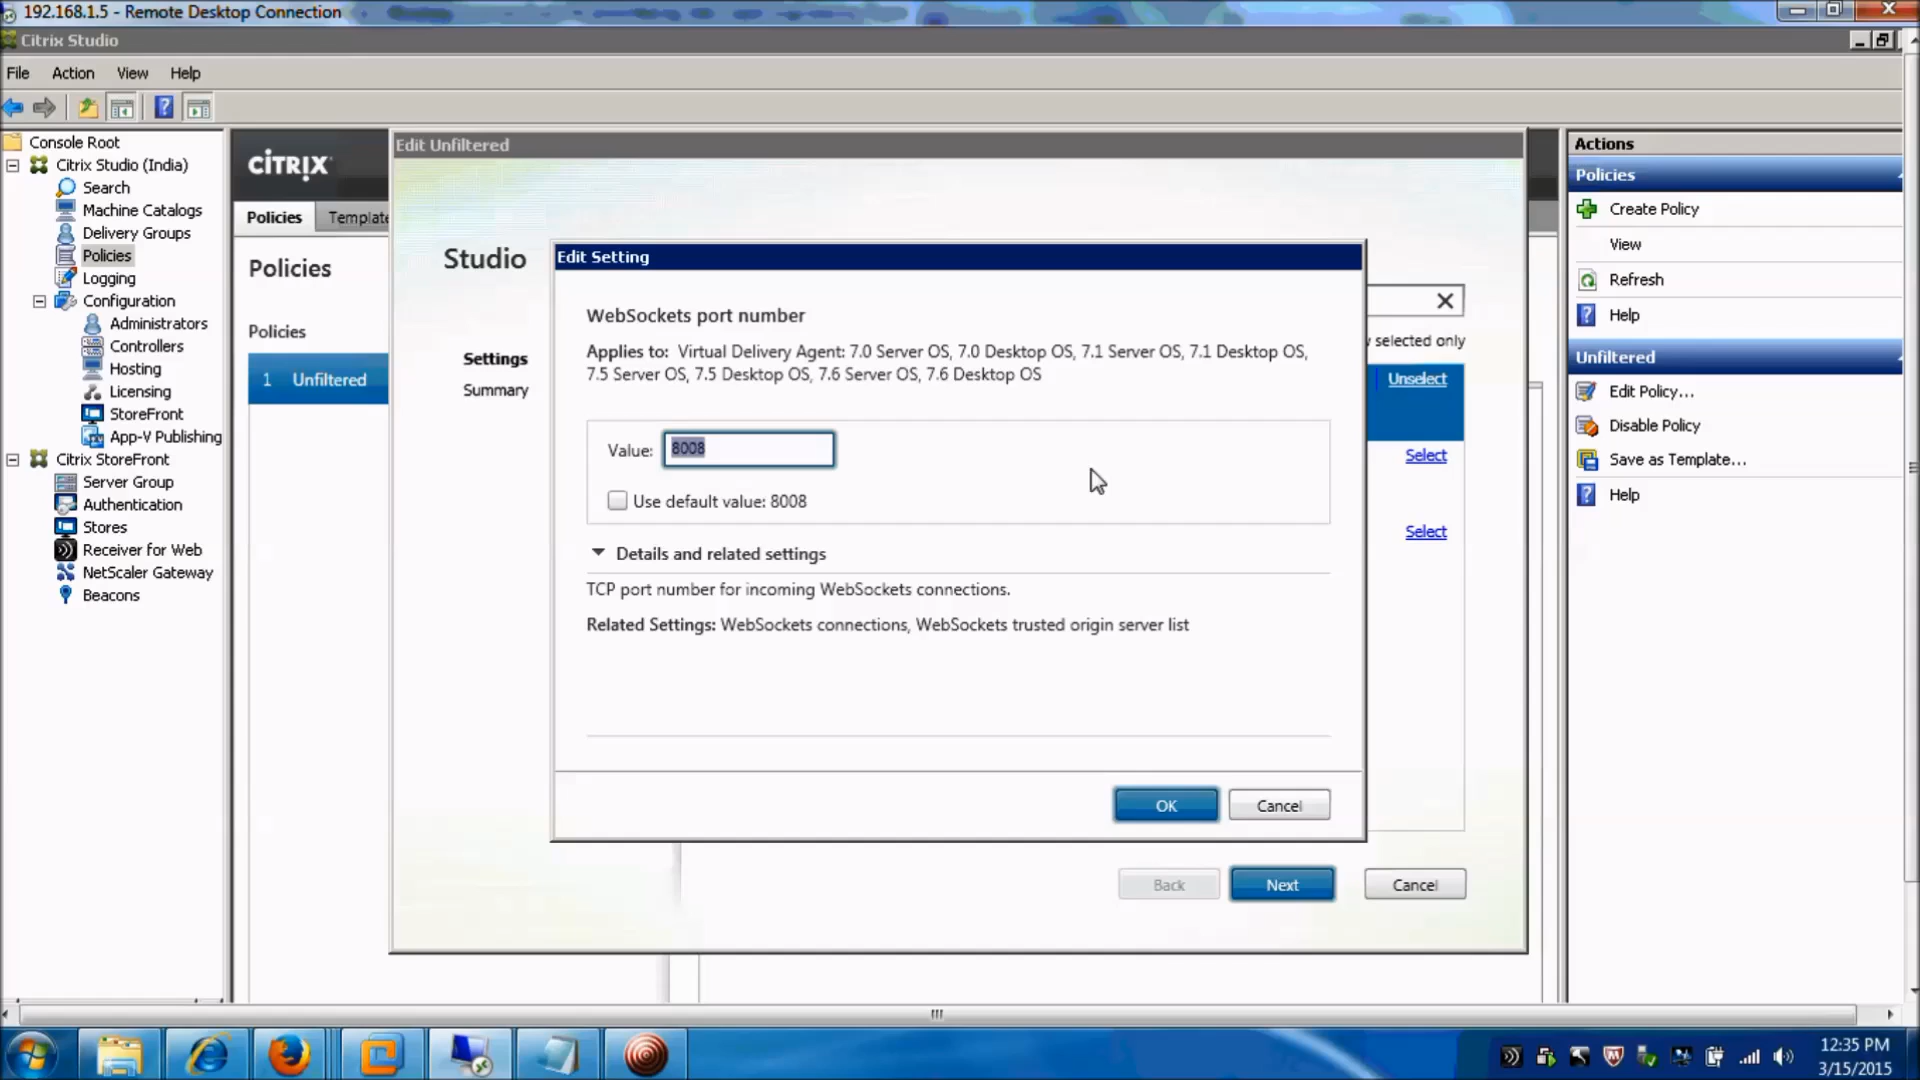 192.168.1.5 - Remote Desktop Connection
Citrix Studio
File Action View Help
Console Root
Citrix Studio (India)
Search
Machine Catalogs
Delivery Groups
Policies
Logging
Configuration
Administrators
Controllers
Hosting
Licensing
StoreFront
App-V Publishing
Citrix StoreFront
Server Group
Authentication
Stores
Receiver for Web
NetScaler Gateway
Beacons
CITRIX
Policies Template
Policies
Policies
1 Unfiltered
Edit Unfiltered
Studio
Settings
Summary
selected only
Unselect
Select
Select
Back Next Cancel
Edit Setting
WebSockets port number
Applies to: Virtual Delivery Agent: 7.0 Server OS, 7.0 Desktop OS, 7.1 Server OS, 7.1 Desktop OS,
7.5 Server OS, 7.5 Desktop OS, 7.6 Server OS, 7.6 Desktop OS
Value: 8008
Use default value: 8008
Details and related settings
TCP port number for incoming WebSockets connections.
Related Settings: WebSockets connections, WebSockets trusted origin server list
OK Cancel
Actions
Policies
Create Policy
View
Refresh
Help
Unfiltered
Edit Policy...
Disable Policy
Save as Template...
Help
12:35 PM
3/15/2015